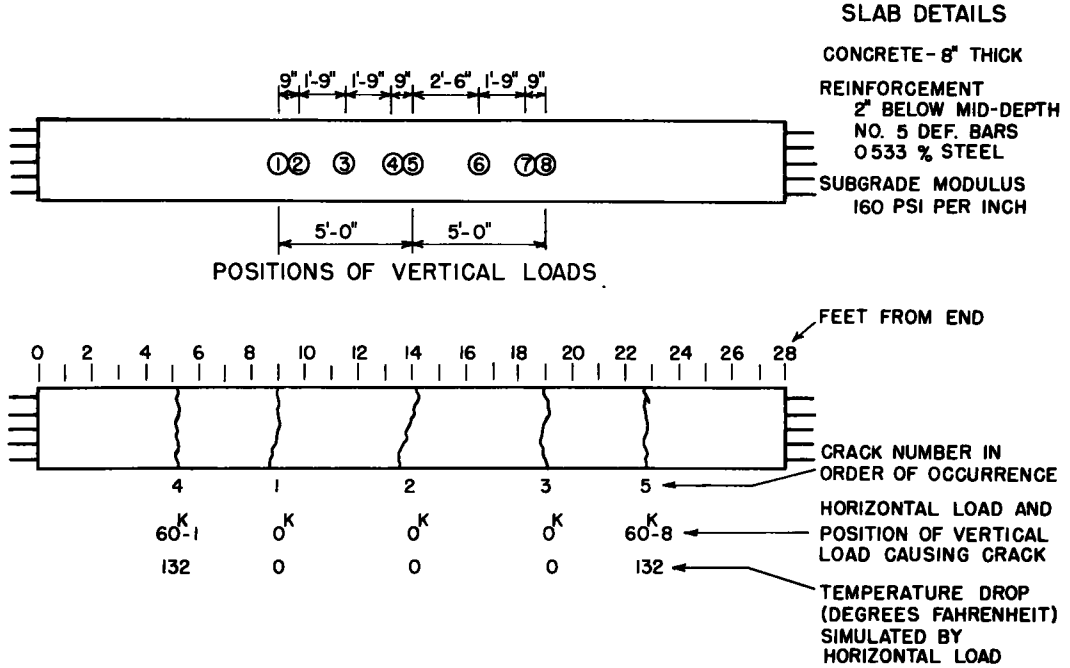 SLAB DETAILS
CONCRETE-8" THICK
REINFORCEMENT
2" BELOW MID-DEPTH
NO. 5 DEF. BARS
0 533 % STEEL
SUBGRADE MODULUS
160 PSI PER INCH
9" 1'-9" 1'-9" 9" 2'-6" 1'-9" 9"
1 2 3 4 5 6 7 8
5'-0" 5'-0"
POSITIONS OF VERTICAL LOADS.
FEET FROM END
0 2 4 6 8 10 12 14 16 18 20 22 24 26 28
4 1 2 3 5
CRACK NUMBER IN
ORDER OF OCCURRENCE
60K-1 0K 0K 0K 60K-8
HORIZONTAL LOAD AND
POSITION OF VERTICAL
LOAD CAUSING CRACK
132 0 0 0 132
TEMPERATURE DROP
(DEGREES FAHRENHEIT)
SIMULATED BY
HORIZONTAL LOAD